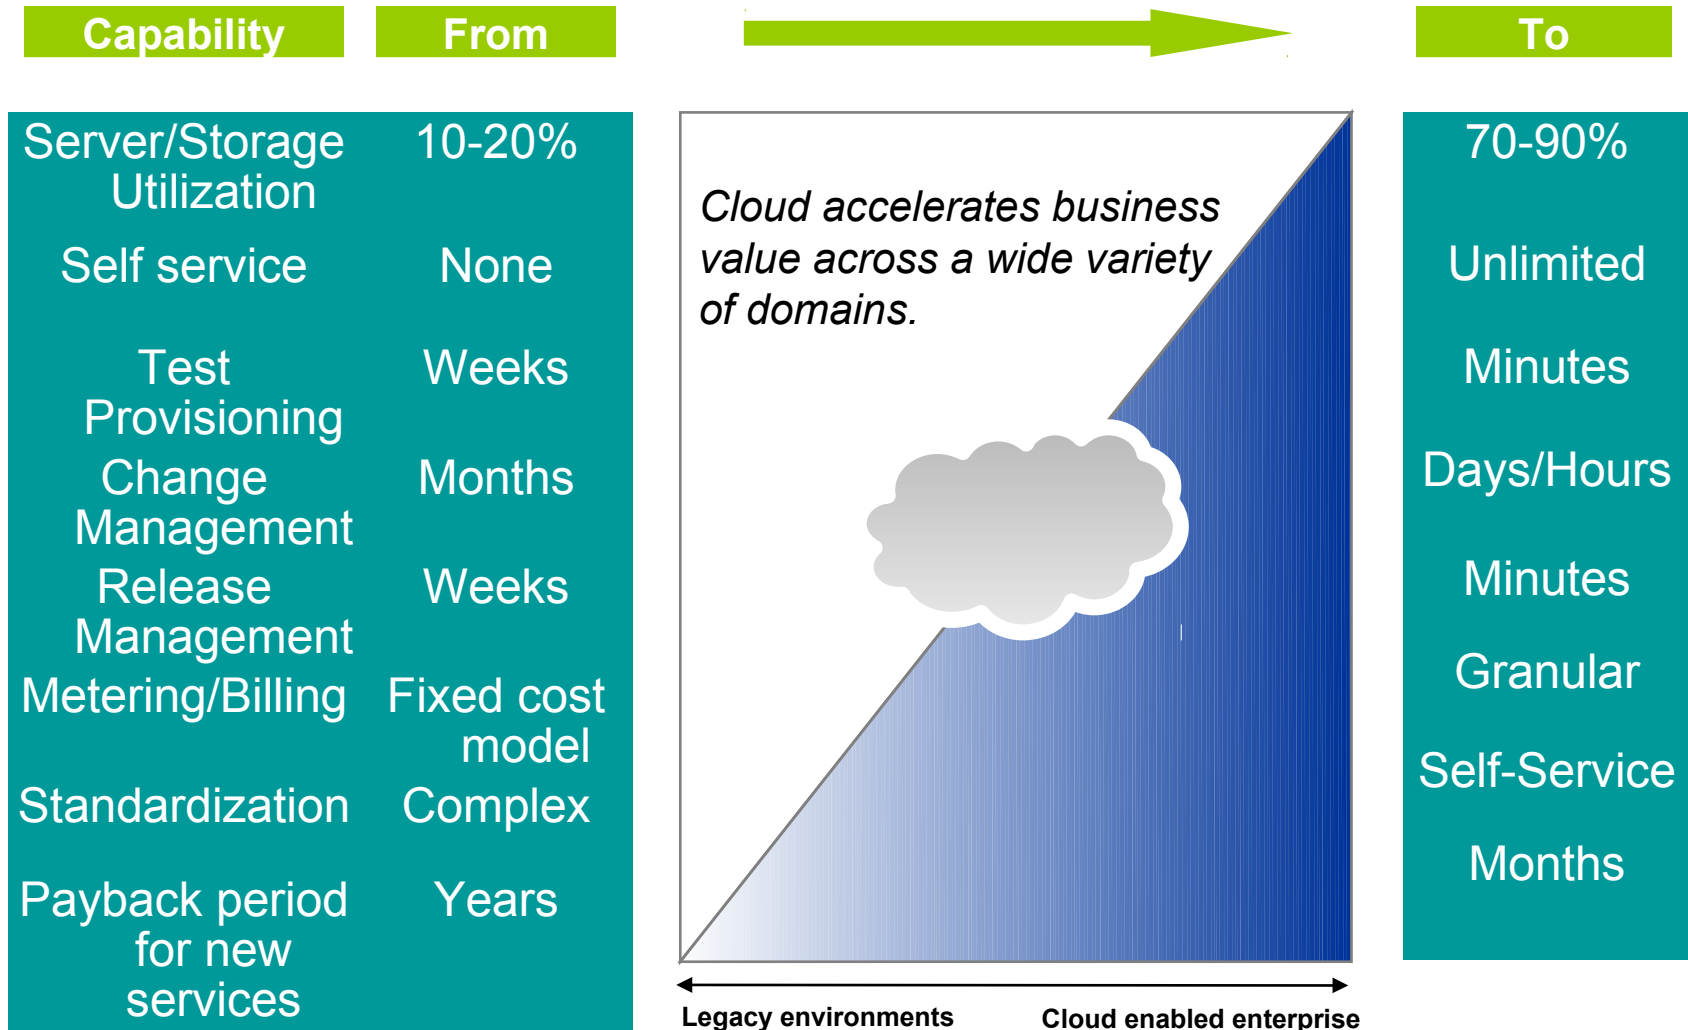 Capability
From
To
Server/Storage
Utilization
10-20%
70-90%
Self service
None
Unlimited
Test
Provisioning
Weeks
Minutes
Change
Management
Months
Days/Hours
Release
Management
Weeks
Minutes
Metering/Billing
Fixed cost
model
Granular
Standardization
Complex
Self-Service
Payback period
for new
services
Years
Months
Cloud accelerates business
value across a wide variety
of domains.
Legacy environments
Cloud enabled enterprise